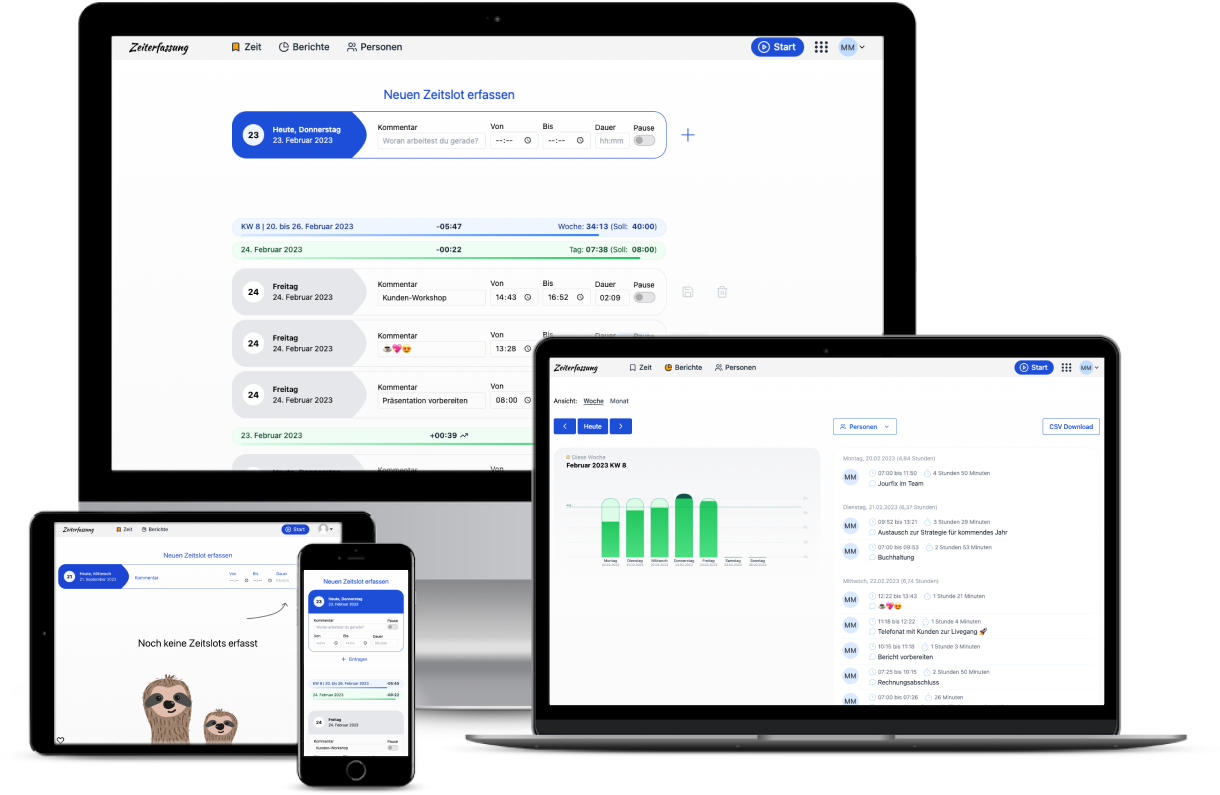 Zeiterfassung Zeit Berichte Personen Start MM
Neuen Zeitslot erfassen
23 Heute, Donnerstag 23. Februar 2023
Kommentar Von Bis Dauer Pause
Woran arbeitest du gerade? --:-- --:-- hh:mm
KW 8 | 20. bis 26. Februar 2023 -05:47 Woche: 34:13 (Soll: 40:00)
24. Februar 2023 -00:22 Tag: 07:38 (Soll: 08:00)
24 Freitag 24. Februar 2023
Kommentar Von Bis Dauer Pause
Kunden-Workshop 14:43 16:52 02:09
24 Freitag 24. Februar 2023
Kommentar Von Bis Dauer Pause
☕💖😍 13:28
24 Freitag 24. Februar 2023
Kommentar Von
Präsentation vorbereiten 08:00
23. Februar 2023 +00:39
Kommentar Von
Zeiterfassung Zeit Berichte Personen Start MM
Ansicht: Woche Monat
Heute
Personen
CSV Download
Diese Woche
Februar 2023 KW 8
Montag Dienstag Mittwoch Donnerstag Freitag Samstag Sonntag
Montag, 20.02.2023 (4,84 Stunden)
MM 07:00 bis 11:50 4 Stunden 50 Minuten
Jourfix im Team
Dienstag, 21.02.2023 (6,37 Stunden)
MM 09:52 bis 13:21 3 Stunden 29 Minuten
Austausch zur Strategie für kommendes Jahr
MM 07:00 bis 09:53 2 Stunden 53 Minuten
Buchhaltung
Mittwoch, 22.02.2023 (6,74 Stunden)
MM 12:22 bis 13:43 1 Stunde 21 Minuten
☕💖😍
MM 11:18 bis 12:22 1 Stunde 4 Minuten
Telefonat mit Kunden zur Livegang 🚀
MM 10:15 bis 11:18 1 Stunde 3 Minuten
Bericht vorbereiten
MM 07:25 bis 10:15 2 Stunden 50 Minuten
Rechnungsabschluss
MM 07:00 bis 07:26 26 Minuten
Zeiterfassung Zeit Berichte Start
Neuen Zeitslot erfassen
21 Heute, Mittwoch 21. September 2023
Kommentar Von Bis Dauer
Noch keine Zeitslots erfasst
Neuen Zeitslot erfassen
23 Heute, Donnerstag 23. Februar 2023
Kommentar Pause
Woran arbeitest du gerade?
Von Bis Dauer
+ Eintragen
KW 8 | 20. bis 26. Februar 2023 -05:46
24. Februar 2023 -00:22
24 Freitag 24. Februar 2023
Kommentar Pause
Kunden-Workshop